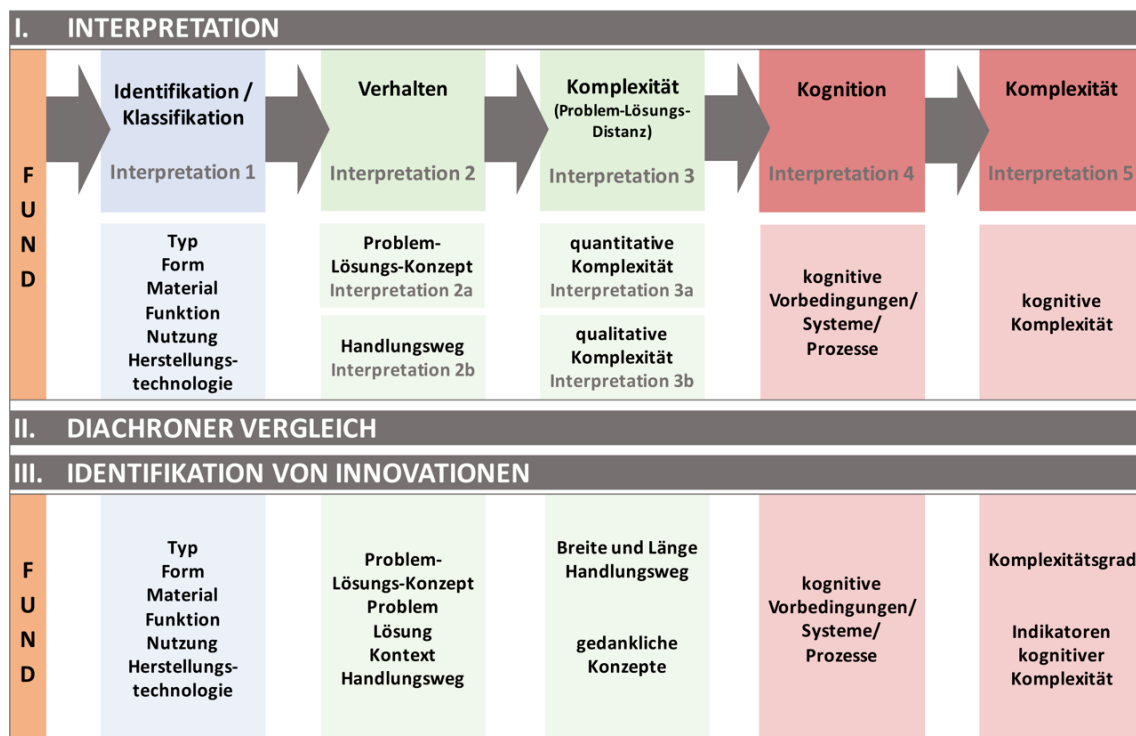 I. INTERPRETATION
F
U
N
D
Identifikation /
Klassifikation
Interpretation 1
Typ
Form
Material
Funktion
Nutzung
Herstellungs-
technologie
Verhalten
Interpretation 2
Problem-
Lösungs-Konzept
Interpretation 2a
Handlungsweg
Interpretation 2b
Komplexität
(Problem-Lösungs-
Distanz)
Interpretation 3
quantitative
Komplexität
Interpretation 3a
qualitative
Komplexität
Interpretation 3b
Kognition
Interpretation 4
kognitive
Vorbedingungen/
Systeme/
Prozesse
Komplexität
Interpretation 5
kognitive
Komplexität
II. DIACHRONER VERGLEICH
III. IDENTIFIKATION VON INNOVATIONEN
F
U
N
D
Typ
Form
Material
Funktion
Nutzung
Herstellungs-
technologie
Problem-
Lösungs-Konzept
Problem
Lösung
Kontext
Handlungsweg
Breite und Länge
Handlungsweg
gedankliche
Konzepte
kognitive
Vorbedingungen/
Systeme/
Prozesse
Komplexitätsgrad
Indikatoren
kognitiver
Komplexität